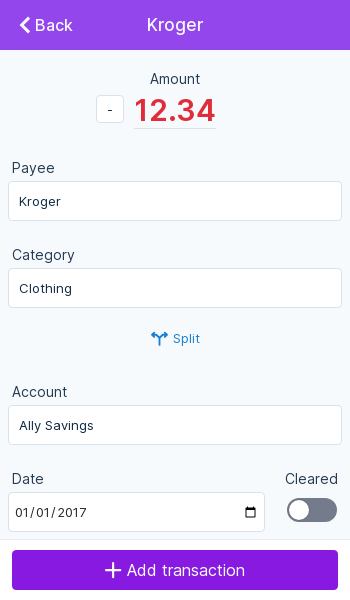 Back
Kroger
Amount
- 12.34
Payee
Kroger
Category
Clothing
Split
Account
Ally Savings
Date
Cleared
01/01/2017
Add transaction